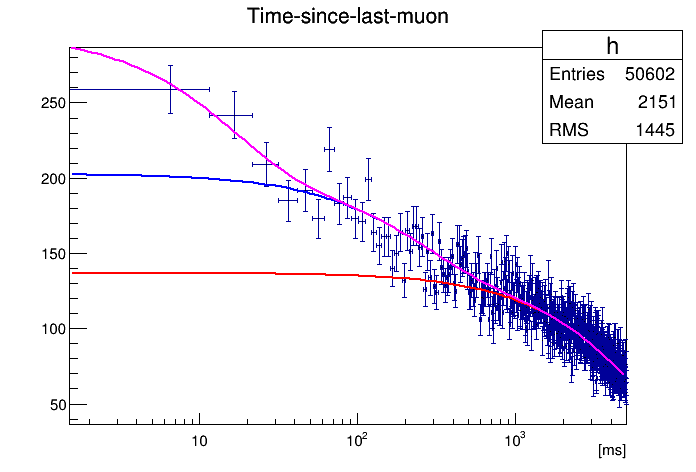 Time-since-last-muon
h
Entries 50602
Mean 2151
RMS 1445
250
200
150
100
50
10
10²
10³
[ms]